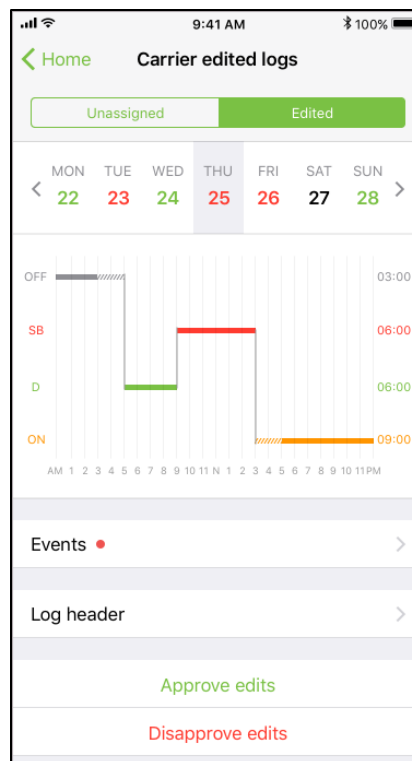 9:41 AM 100%
Home Carrier edited logs
Unassigned Edited
MON TUE WED THU FRI SAT SUN
22 23 24 25 26 27 28
OFF 03:00
SB 06:00
D 06:00
ON 09:00
AM 1 2 3 4 5 6 7 8 9 10 11 N 1 2 3 4 5 6 7 8 9 10 11 PM
Events
Log header
Approve edits
Disapprove edits